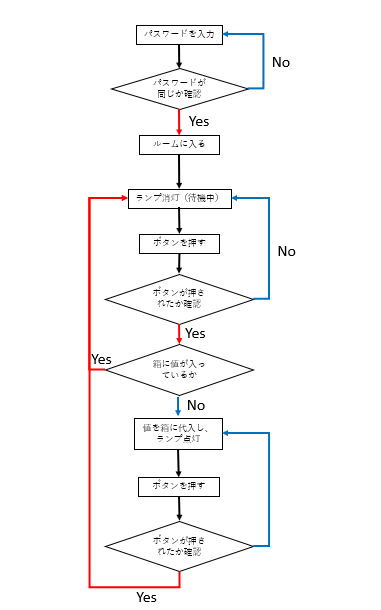 パスワードを入力
No
パスワードが
同じか確認
Yes
ルームに入る
ランプ消灯（待機中）
ボタンを押す
No
ボタンが押さ
れたか確認
Yes
箱に値が入っ
ているか
Yes
No
値を箱に代入し、
ランプ点灯
ボタンを押す
ボタンが押さ
れたか確認
Yes